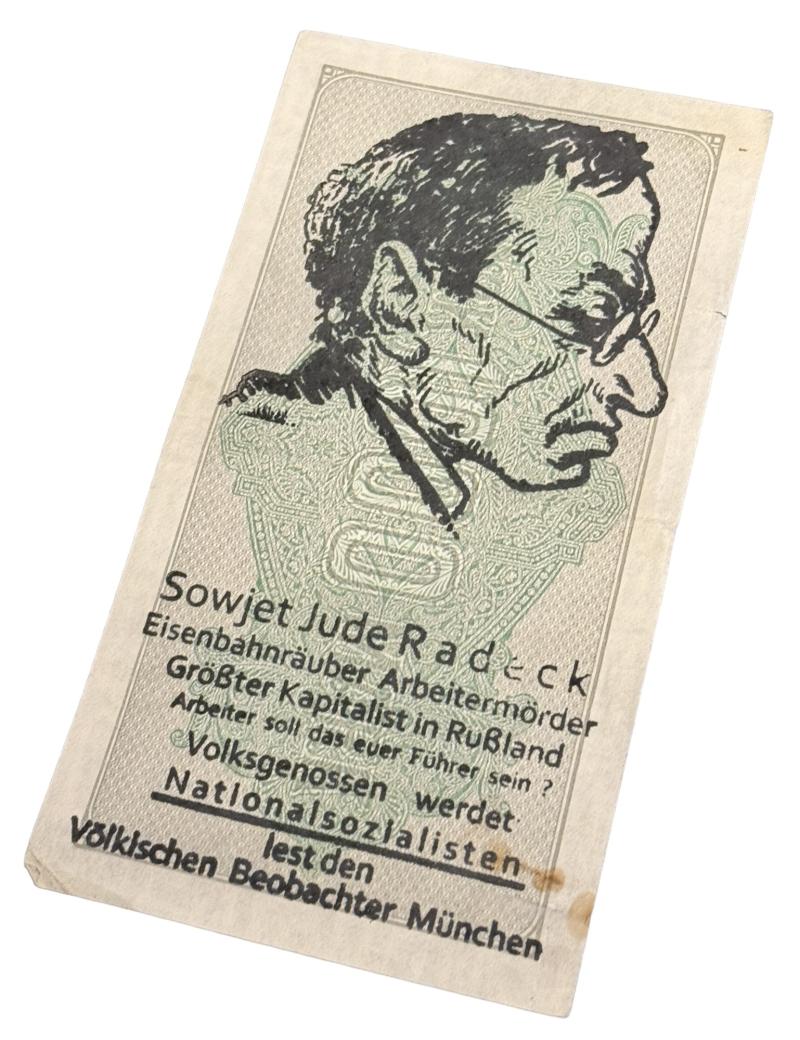 Sowjet Jude Radeck
Eisenbahnräuber Arbeitermörder
Größter Kapitalist in Rußland
Arbeiter soll das euer Führer sein ?
Volksgenossen werdet
Nationalsozialisten
lest den
Völkischen Beobachter München